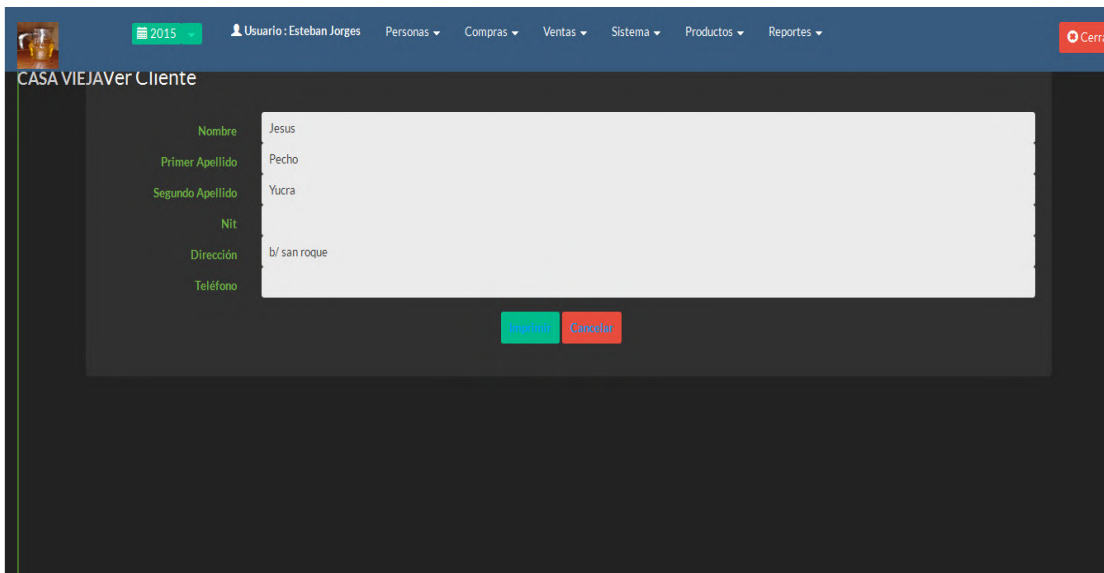 2015
Usuario : Esteban Jorges
Personas
Compras
Ventas
Sistema
Productos
Reportes
Cerra
CASA VIEJAVer Cliente
Nombre
Jesus
Primer Apellido
Pecho
Segundo Apellido
Yucra
Nit
Dirección
b/ san roque
Teléfono
Imprimir
Cancelar